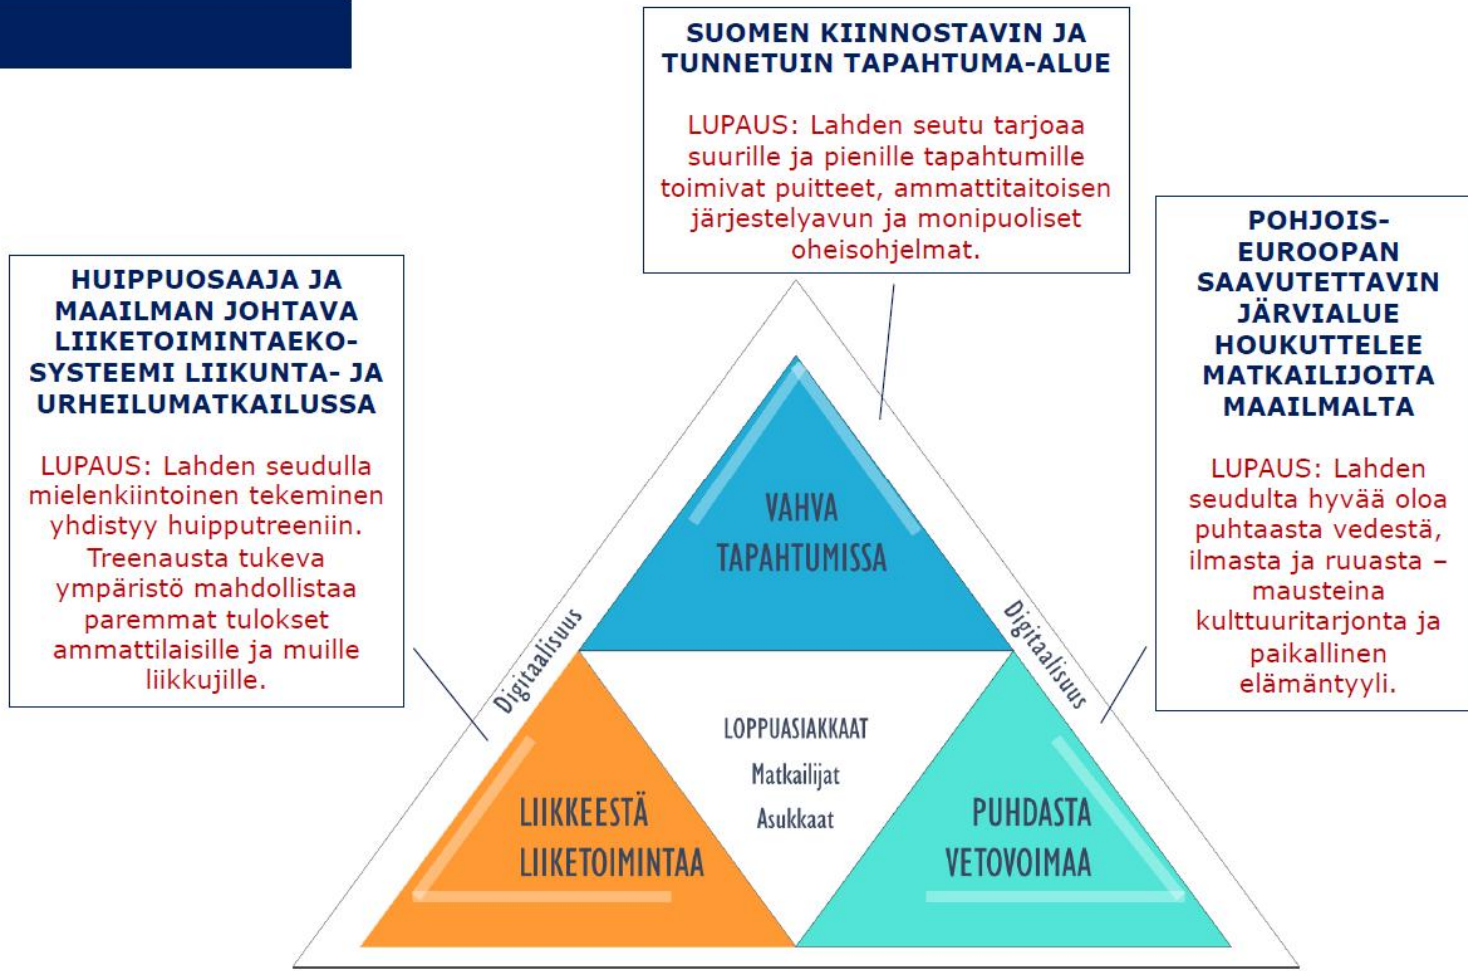 SUOMEN KIINNOSTAVIN JA
TUNNETUIN TAPAHTUMA-ALUE
LUPAUS: Lahden seutu tarjoaa
suurille ja pienille tapahtumille
toimivat puitteet, ammattitaitoisen
järjestelyavun ja monipuoliset
oheisohjelmat.
HUIPPUOSAAJA JA
MAAILMAN JOHTAVA
LIIKETOIMINTAEKO-
SYSTEEMI LIIKUNTA- JA
URHEILUMATKAILUSSA
LUPAUS: Lahden seudulla
mielenkiintoinen tekeminen
yhdistyy huipputreeniin.
Treenausta tukeva
ympäristö mahdollistaa
paremmat tulokset
ammattilaisille ja muille
liikkujille.
POHJOIS-
EUROOPAN
SAAVUTETTAVIN
JÄRVIALUE
HOUKUTTELEE
MATKAILIJOITA
MAAILMALTA
LUPAUS: Lahden
seudulta hyvää oloa
puhtaasta vedestä,
ilmasta ja ruuasta –
mausteina
kulttuuritarjonta ja
paikallinen
elämäntyyli.
VAHVA
TAPAHTUMISSA
Digitaalisuus
Digitaalisuus
LOPPUASIAKKAAT
Matkailijat
Asukkaat
LIIKKEESTÄ
LIIKETOIMINTAA
PUHDASTA
VETOVOIMAA